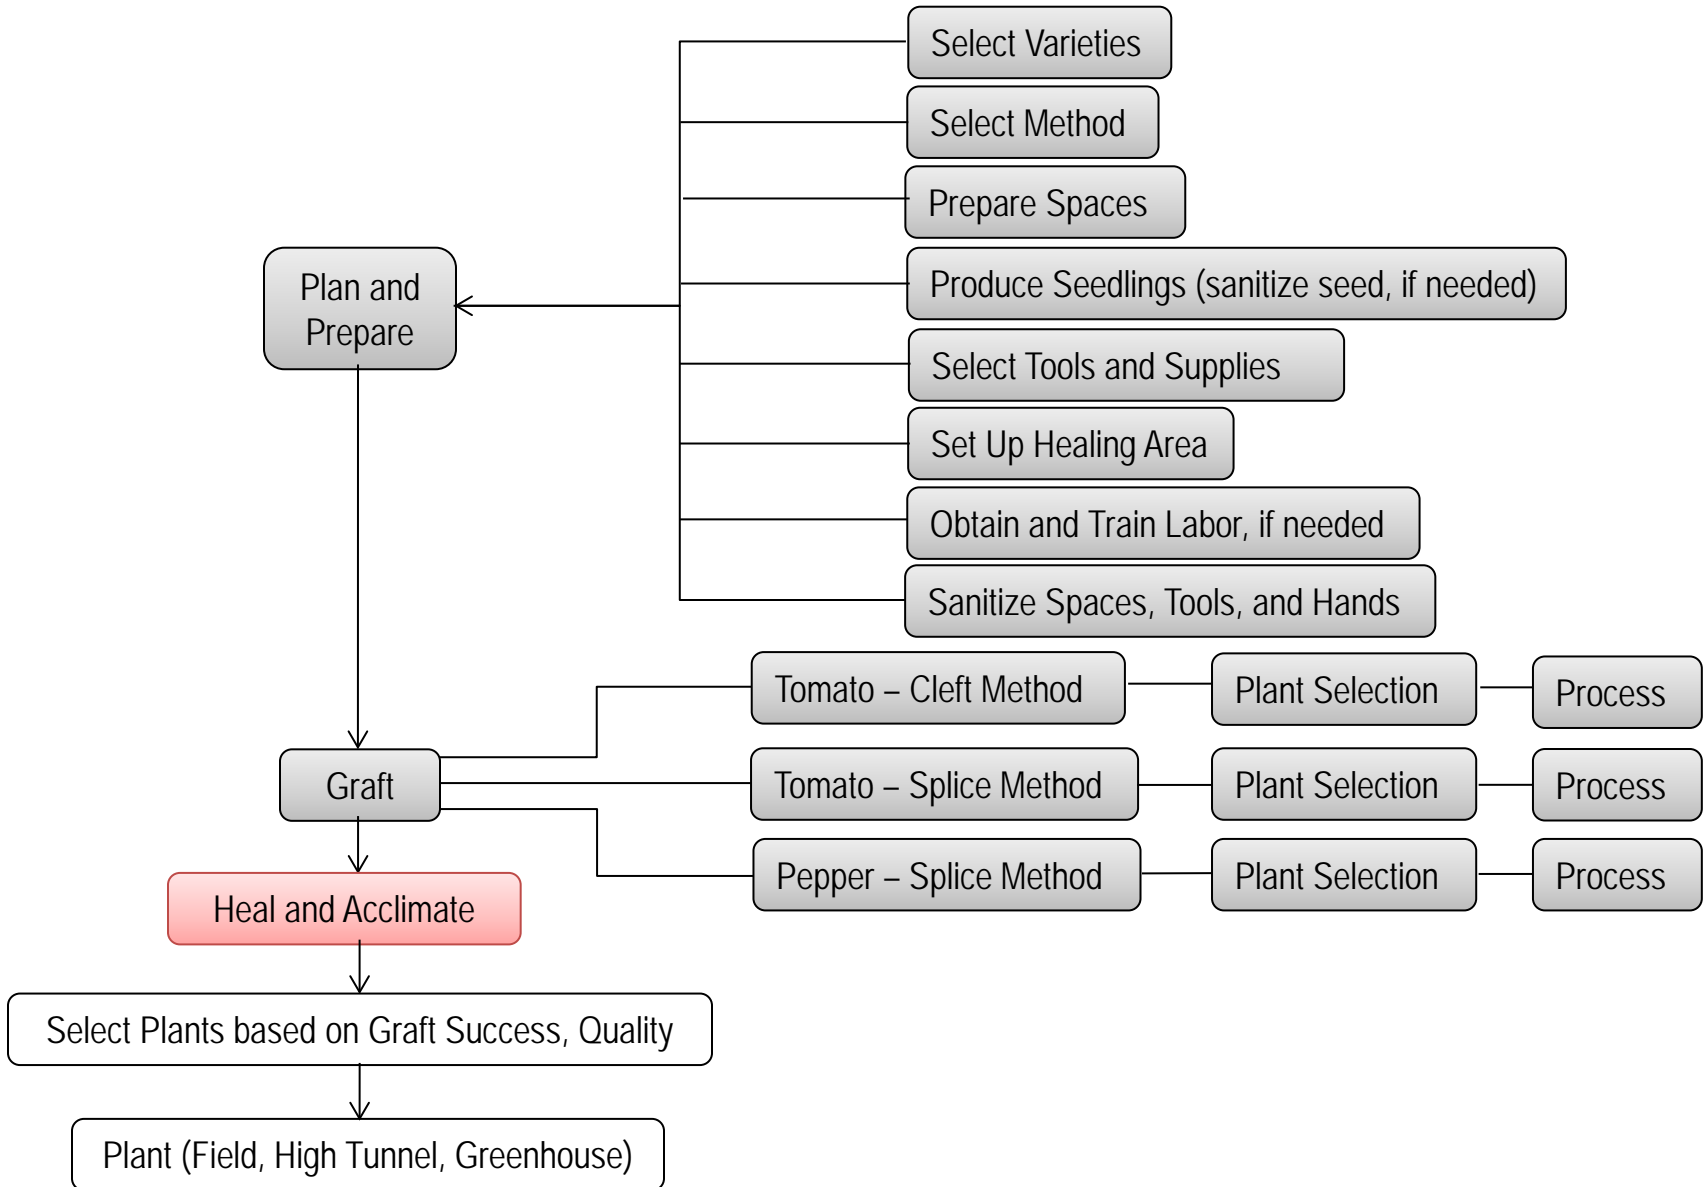 Select Varieties
Select Method
Prepare Spaces
Produce Seedlings (sanitize seed, if needed)
Plan and
Prepare
Select Tools and Supplies
Set Up Healing Area
Obtain and Train Labor, if needed
Sanitize Spaces, Tools, and Hands
Tomato – Cleft Method
Plant Selection
Process
Graft
Tomato – Splice Method
Plant Selection
Process
Pepper – Splice Method
Plant Selection
Process
Heal and Acclimate
Select Plants based on Graft Success, Quality
Plant (Field, High Tunnel, Greenhouse)